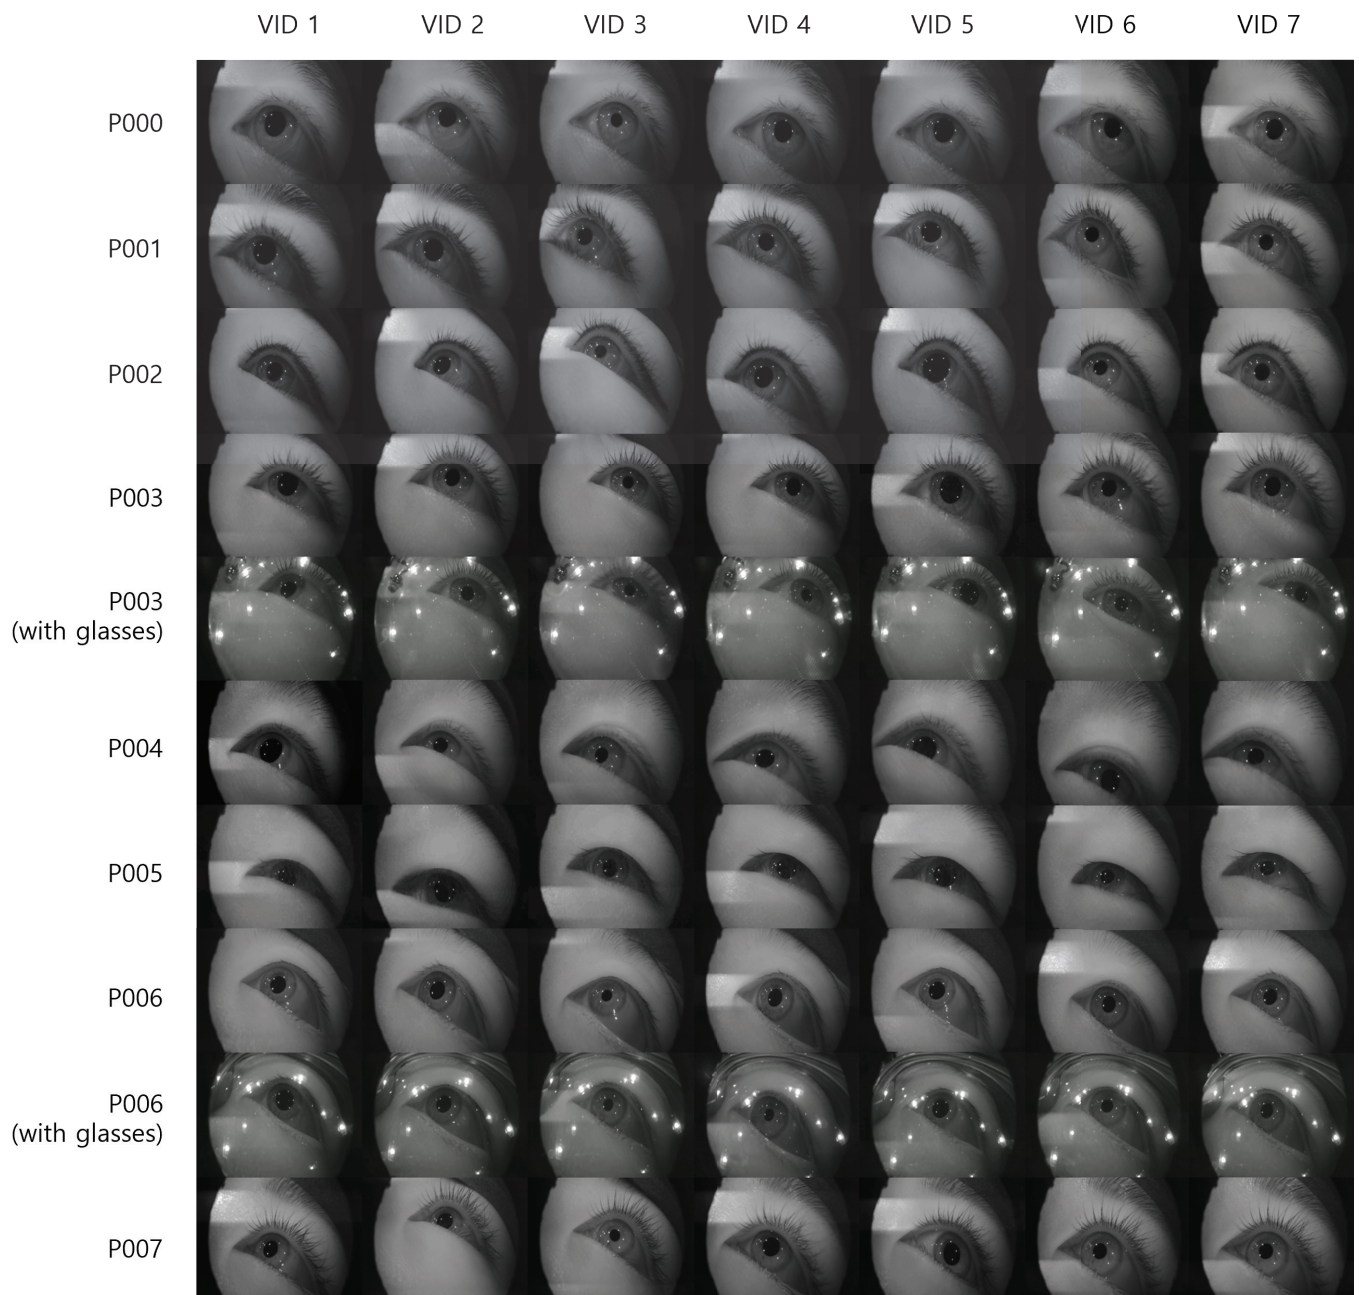 VID 1 VID 2 VID 3 VID 4 VID 5 VID 6 VID 7
P000
P001
P002
P003
P003
(with glasses)
P004
P005
P006
P006
(with glasses)
P007